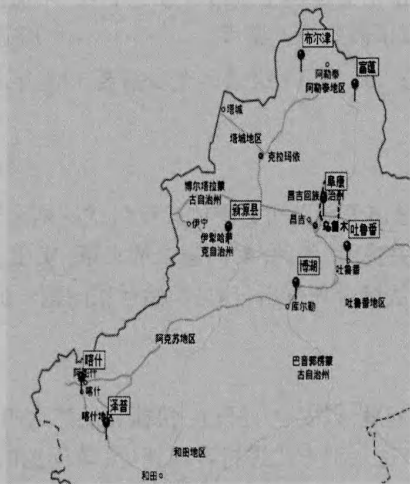 布尔津
富蕴
阿勒泰
阿勒泰地区
塔城
塔城地区
克拉玛依
博尔塔拉蒙
古自治州
阜康
昌吉回族
治州
新源县
昌吉
乌鲁木
吐鲁番
伊宁
伊犁哈萨
克自治州
吐鲁番
博湖
吐鲁番地区
库尔勒
阿克苏地区
巴音郭楞蒙
古自治州
喀什
喀什
泽普
喀什地区
和田地区
和田